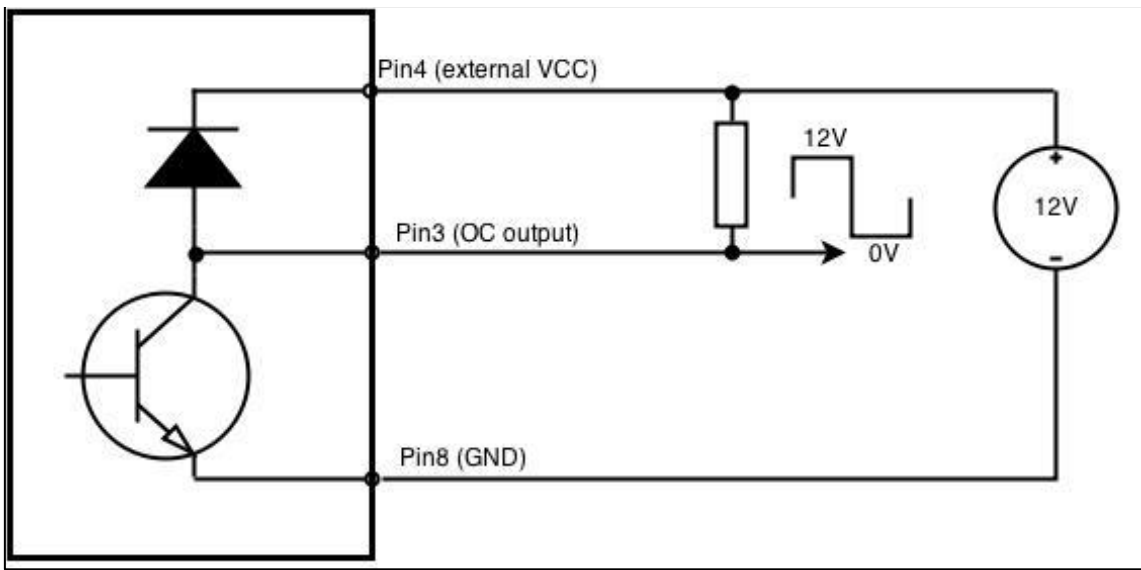 Pin4 (external VCC)
12V
12V
Pin3 (OC output)
0V
Pin8 (GND)